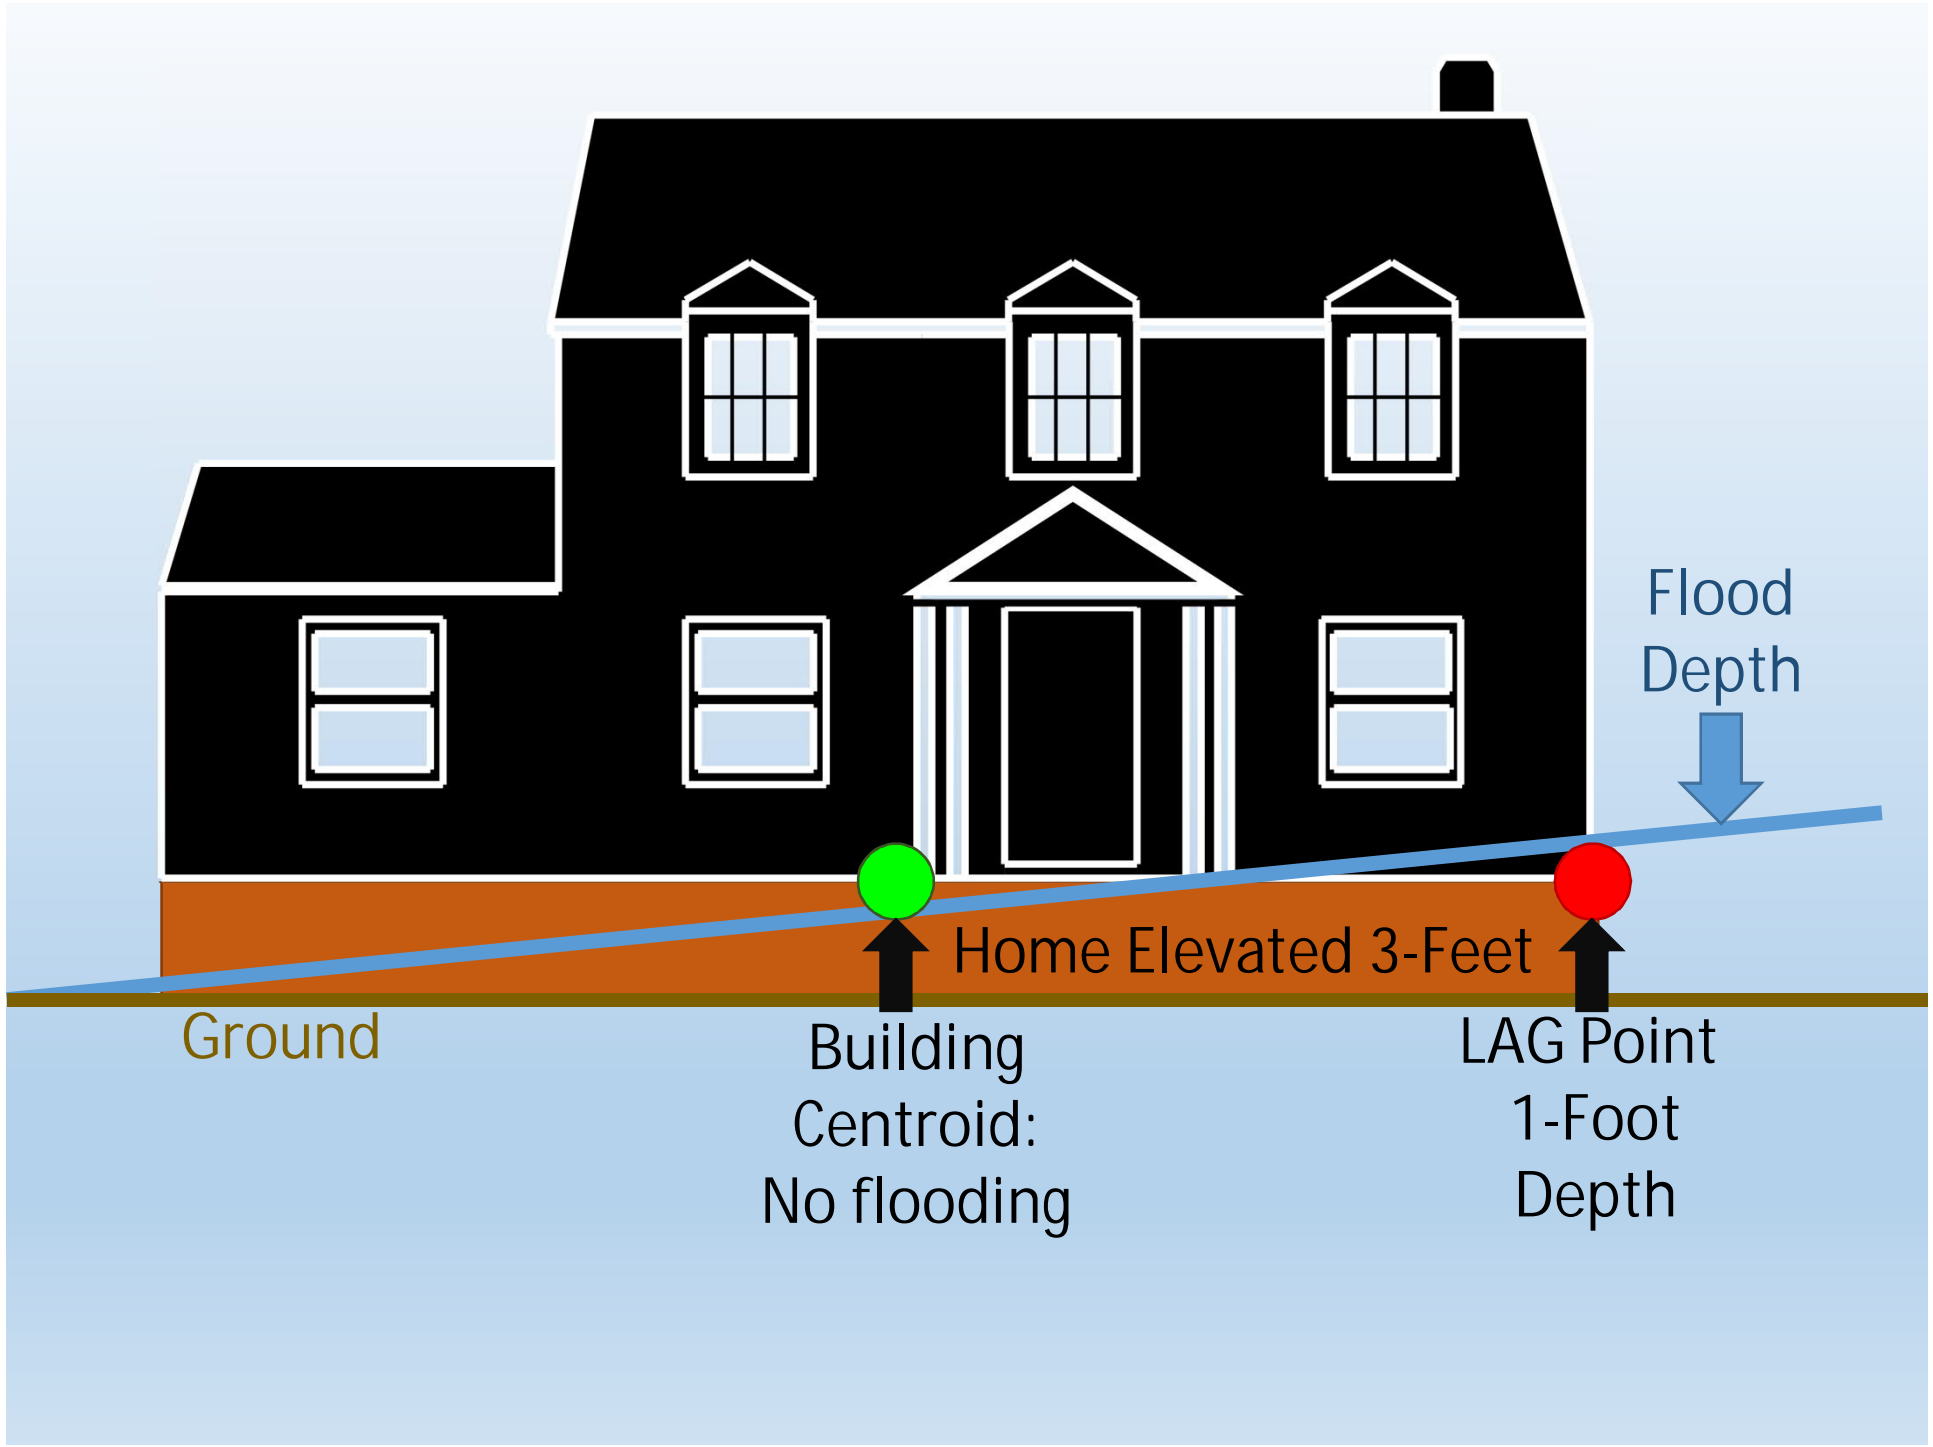 Flood
Depth
Home Elevated 3-Feet
Ground
Building
Centroid:
No flooding
LAG Point
1-Foot
Depth